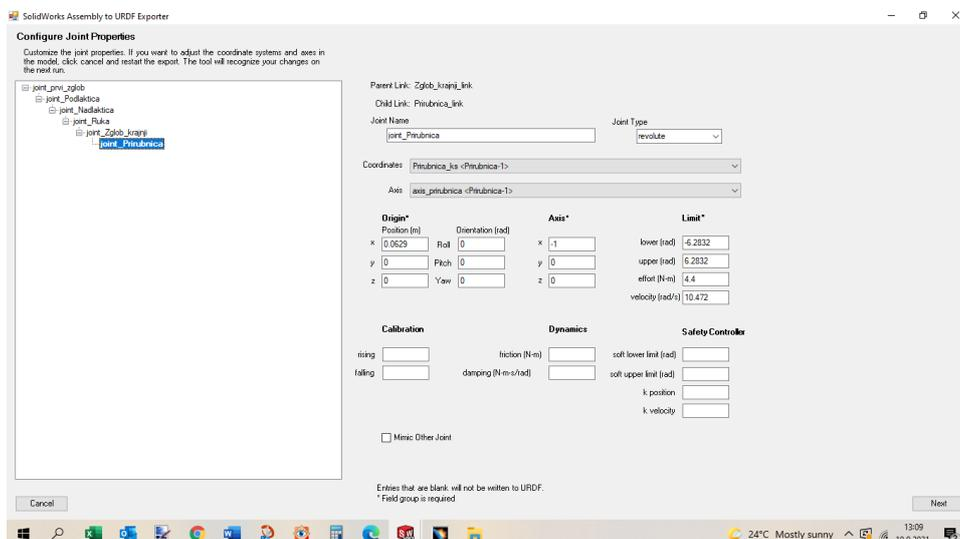 SolidWorks Assembly to URDF Exporter
Configure Joint Properties
Customize the joint properties. If you want to adjust the coordinate systems and axes in
the model, click cancel and restart the export. The tool will recognize your changes on
the next run.
joint_prvi_zglob
joint_Podlaktica
joint_Nadlaktica
joint_Ruka
joint_Zglob_krajnji
joint_Prirubnica
Parent Link: Zglob_krajnji_link
Child Link: Prirubnica_link
Joint Name
Joint Type
joint_Prirubnica
revolute
Coordinates Prirubnica_ks <Prirubnica-1>
Axis axis_prirubnica <Prirubnica-1>
Origin* Axis* Limit*
Position (m) Orientation (rad)
x 0.0629 Roll 0 x -1 lower (rad) -6.2832
y 0 Pitch 0 y 0 upper (rad) 6.2832
z 0 Yaw 0 z 0 effort (N-m) 4.4
velocity (rad/s) 10.472
Calibration Dynamics Safety Controller
rising friction (N-m) soft lower limit (rad)
falling damping (N-m-s/rad) soft upper limit (rad)
k position
k velocity
Mimic Other Joint
Entries that are blank will not be written to URDF.
* Field group is required
Cancel Next
24°C Mostly sunny 13:09